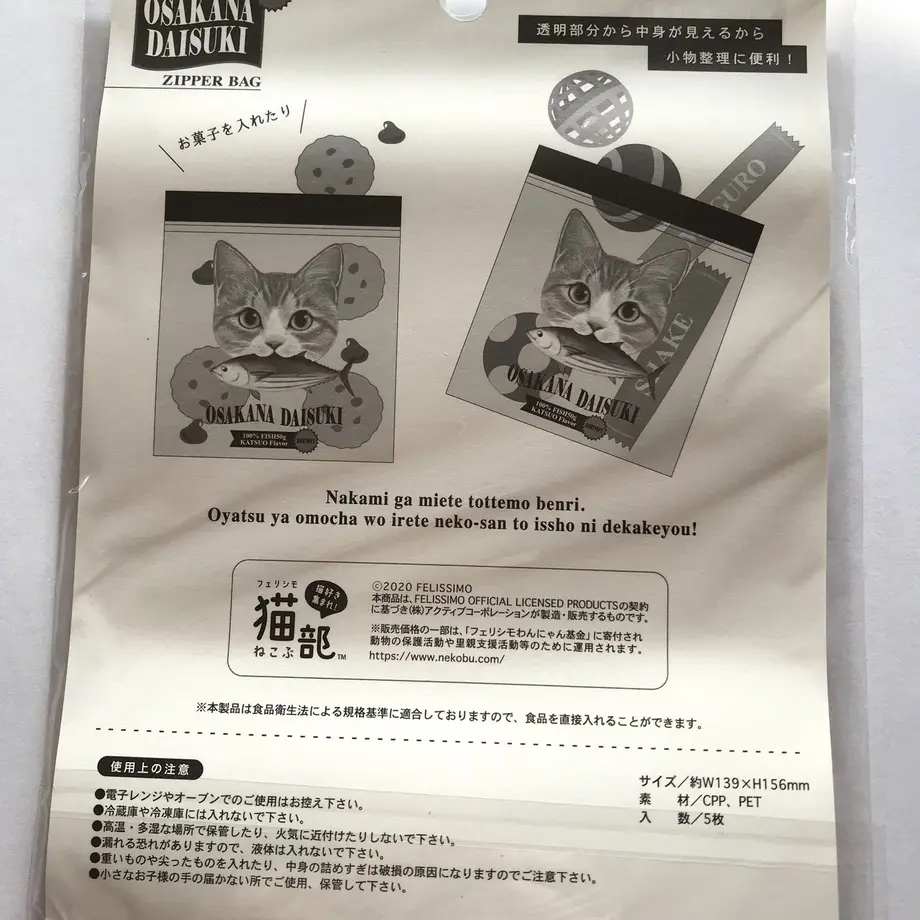 OSAKANA
DAISUKI
ZIPPER BAG
透明部分から中身が見えるから
小物整理に便利！
お菓子を入れたり
GURO
SHAKE
OSAKANA DAISUKI
100% FISH50g
KATSUO Flavor
OSAKANA DAISUKI
100% FISH50g
KATSUO Flavor
Nakami ga miete tottemo benri.
Oyatsu ya omocha wo irete neko-san to issho ni dekakeyou!
フェリシモ
猫部™
ねこぶ
猫好き
集まれ！
©2020 FELISSIMO
本商品は、FELISSIMO OFFICIAL LICENSED PRODUCTSの契約
に基づき(株)アクティブコーポレーションが製造・販売するものです。
※販売価格の一部は、「フェリシモわんにゃん基金」に寄付され
動物の保護活動や里親支援活動等のために運用されます。
https://www.nekobu.com/
※本製品は食品衛生法による規格基準に適合しておりますので、食品を直接入れることができます。
使用上の注意
●電子レンジやオーブンでのご使用はお控え下さい。
●冷蔵庫や冷凍庫には入れないで下さい。
●高温・多湿な場所で保管したり、火気に近付けたりしないで下さい。
●漏れる恐れがありますので、液体は入れないで下さい。
●重いものや尖ったものを入れたり、中身の詰めすぎは破損の原因になりますのでご注意下さい。
●小さなお子様の手の届かない所でご使用、保管して下さい。
サイズ／約W139×H156mm
素　材／CPP、PET
入　数／5枚